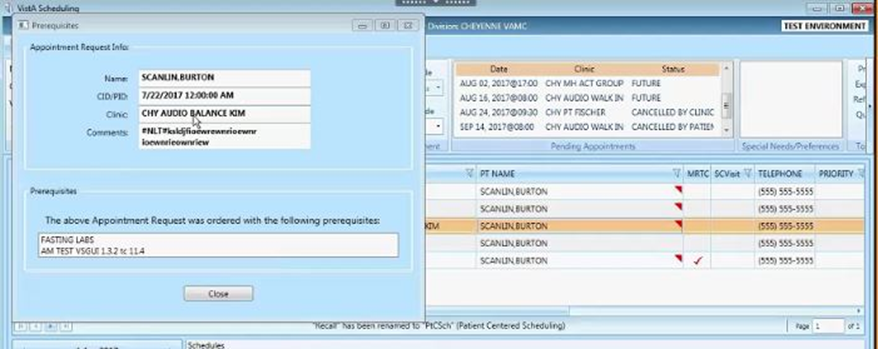 VistA Scheduling
Prerequisites
Division: CHEYENNE VAMC
TEST ENVIRONMENT
Appointment Request Info:
Name: SCANLIN,BURTON
CID/PID: 7/22/2017 12:00:00 AM
Clinic: CHY AUDIO BALANCE KIM
Comments:
Date Clinic Status
AUG 02, 2017@17:00 CHY MH ACT GROUP FUTURE
AUG 16, 2017@08:00 CHY AUDIO WALK IN FUTURE
AUG 24, 2017@09:30 CHY PT FISCHER CANCELLED BY CLINIC
SEP 14, 2017@08:00 CHY AUDIO WALK IN CANCELLED BY PATIEN
Pending Appointments
Special Needs/Preferences
PT NAME MRTC SCVisit TELEPHONE PRIORITY
SCANLIN,BURTON (555) 555-5555
SCANLIN,BURTON (555) 555-5555
KIM SCANLIN,BURTON (555) 555-5555
SCANLIN,BURTON (555) 555-5555
SCANLIN,BURTON (555) 555-5555
Prerequisites
The above Appointment Request was ordered with the following prerequisites:
FASTING LABS
AM TEST VSGUI 1.3.2 tc 11.4
Close
"Recall" has been renamed to "PtCSch" (Patient Centered Scheduling)
Page 1 of 1
Schedules